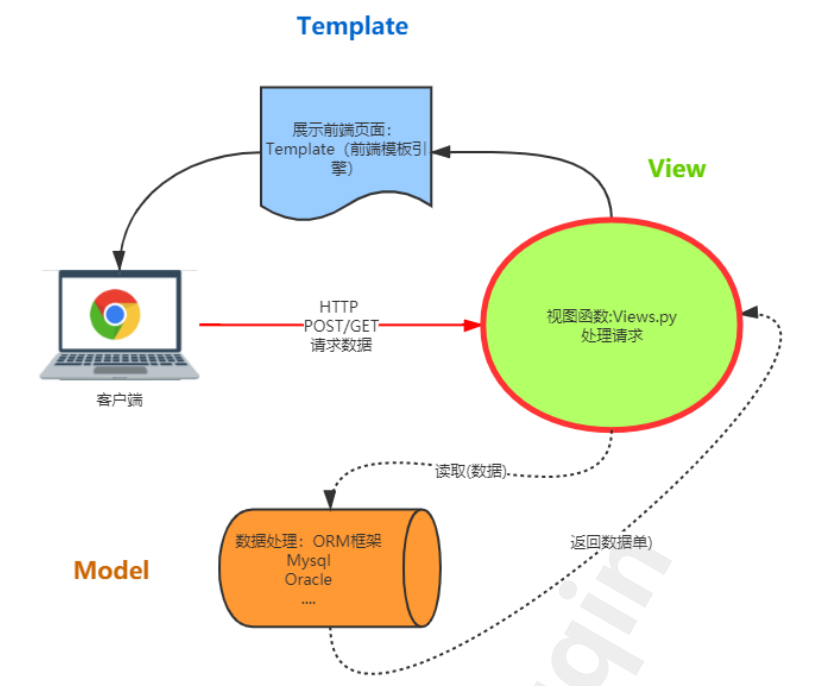 Template
展示前端页面：
Template（前端模板引
擎）
View
HTTP
POST/GET
请求数据
视图函数:Views.py
处理请求
客户端
读取(数据)
数据处理：ORM框架
Mysql
Oracle
....
Model
返回数据单)